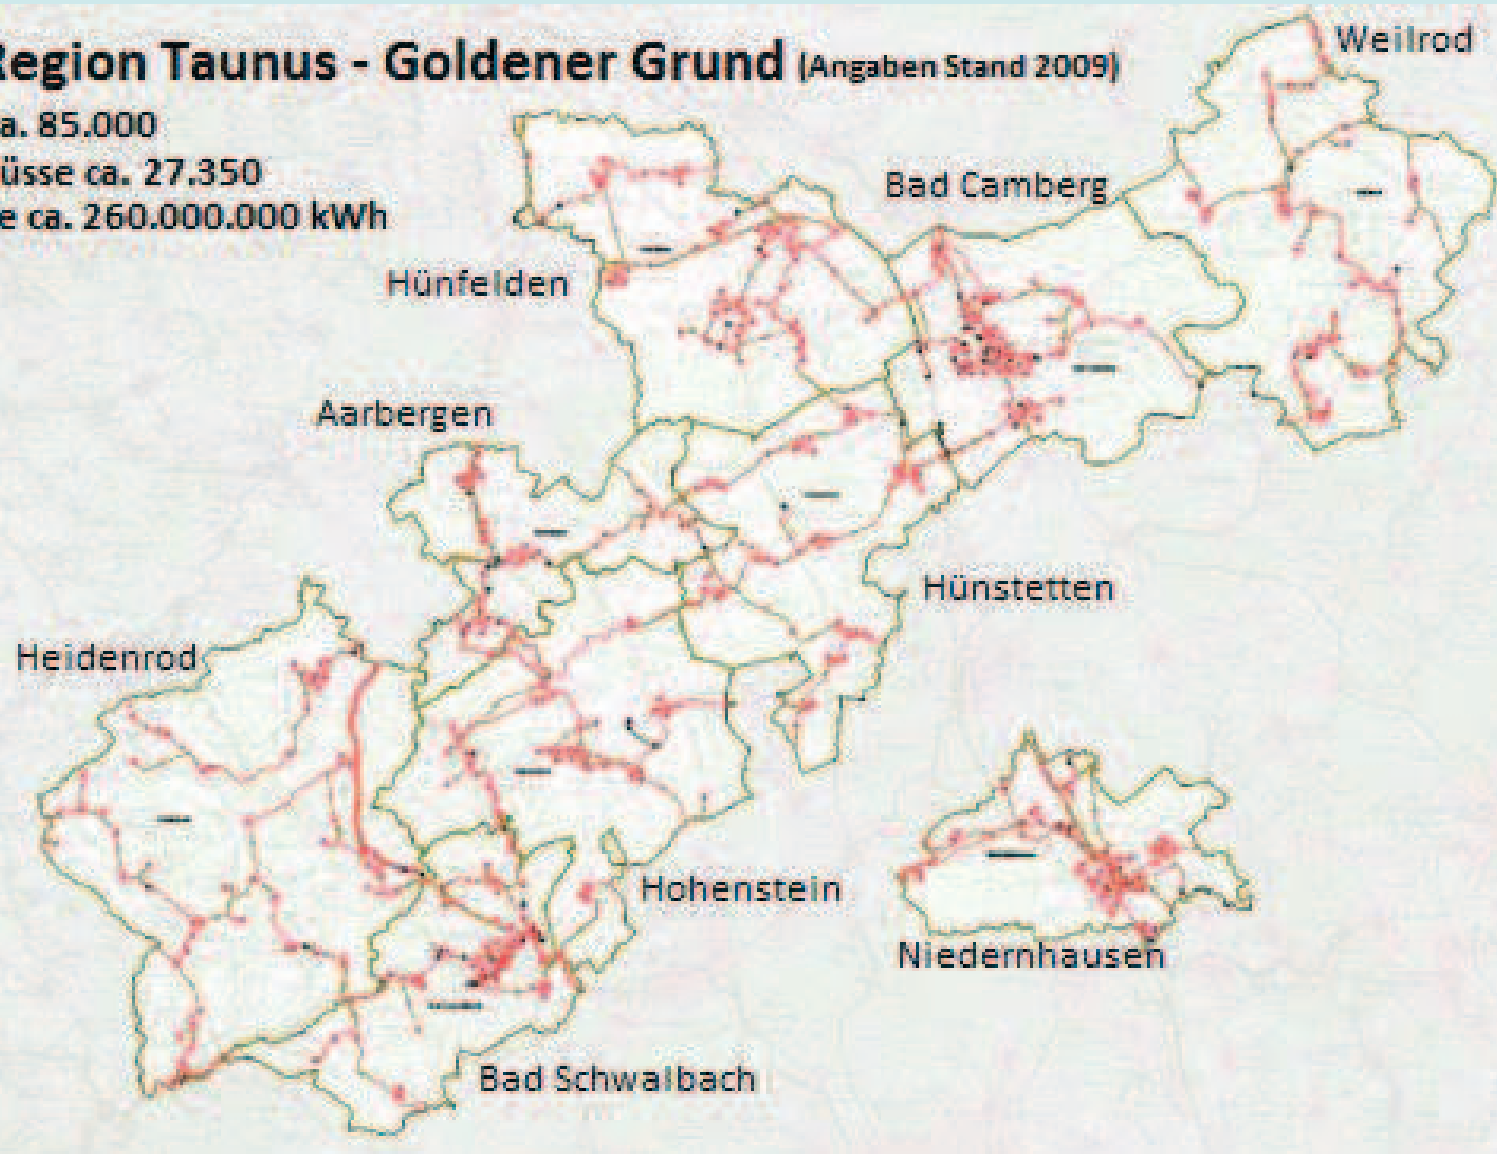 Region Taunus - Goldener Grund (Angaben Stand 2009)
a. 85.000
üsse ca. 27.350
e ca. 260.000.000 kWh
Weilrod
Bad Camberg
Hünfelden
Aarbergen
Hünstetten
Heidenrod
Hohenstein
Niedernhausen
Bad Schwalbach